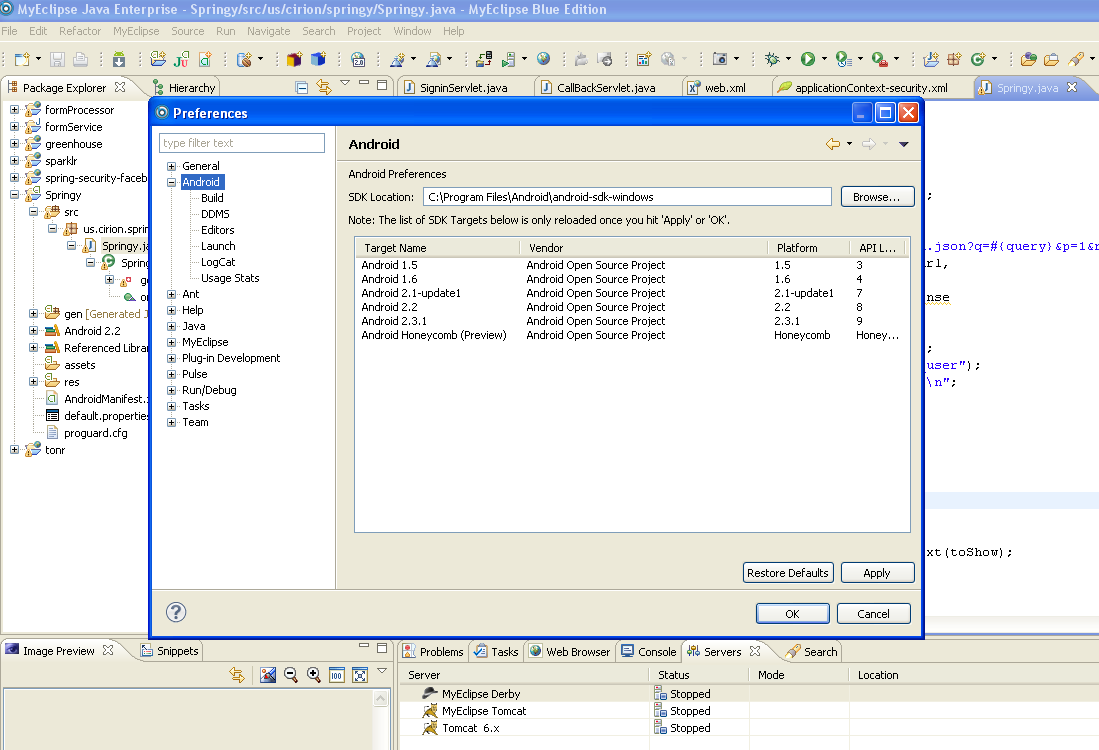 MyEclipse Java Enterprise - Springy/src/us/cirion/springy/Springy.java - MyEclipse Blue Edition
File Edit Refactor MyEclipse Source Run Navigate Search Project Window Help
Package Explorer
Hierarchy
SigninServlet.java
CallBackServlet.java
web.xml
applicationContext-security.xml
Springy.java
formProcessor
formService
greenhouse
sparklr
spring-security-faceb
Springy
src
us.cirion.sprin
Springy.ja
Spring
ge
on
gen [Generated J
Android 2.2
Referenced Librar
assets
res
AndroidManifest.
default.properties
proguard.cfg
tonr
Preferences
type filter text
General
Android
Build
DDMS
Editors
Launch
LogCat
Usage Stats
Ant
Help
Java
MyEclipse
Plug-in Development
Pulse
Run/Debug
Tasks
Team
Android
Android Preferences
SDK Location: C:\Program Files\Android\android-sdk-windows Browse...
Note: The list of SDK Targets below is only reloaded once you hit 'Apply' or 'OK'.
Target Name Vendor Platform API L...
Android 1.5 Android Open Source Project 1.5 3
Android 1.6 Android Open Source Project 1.6 4
Android 2.1-update1 Android Open Source Project 2.1-update1 7
Android 2.2 Android Open Source Project 2.2 8
Android 2.3.1 Android Open Source Project 2.3.1 9
Android Honeycomb (Preview) Android Open Source Project Honeycomb Honey...
Restore Defaults Apply
OK Cancel
;
.json?q=#{query}&p=1&r
rl,
nse
;
user");
\n";
xt(toShow);
Image Preview
Snippets
Problems
Tasks
Web Browser
Console
Servers
Search
Server Status Mode Location
MyEclipse Derby Stopped
MyEclipse Tomcat Stopped
Tomcat 6.x Stopped